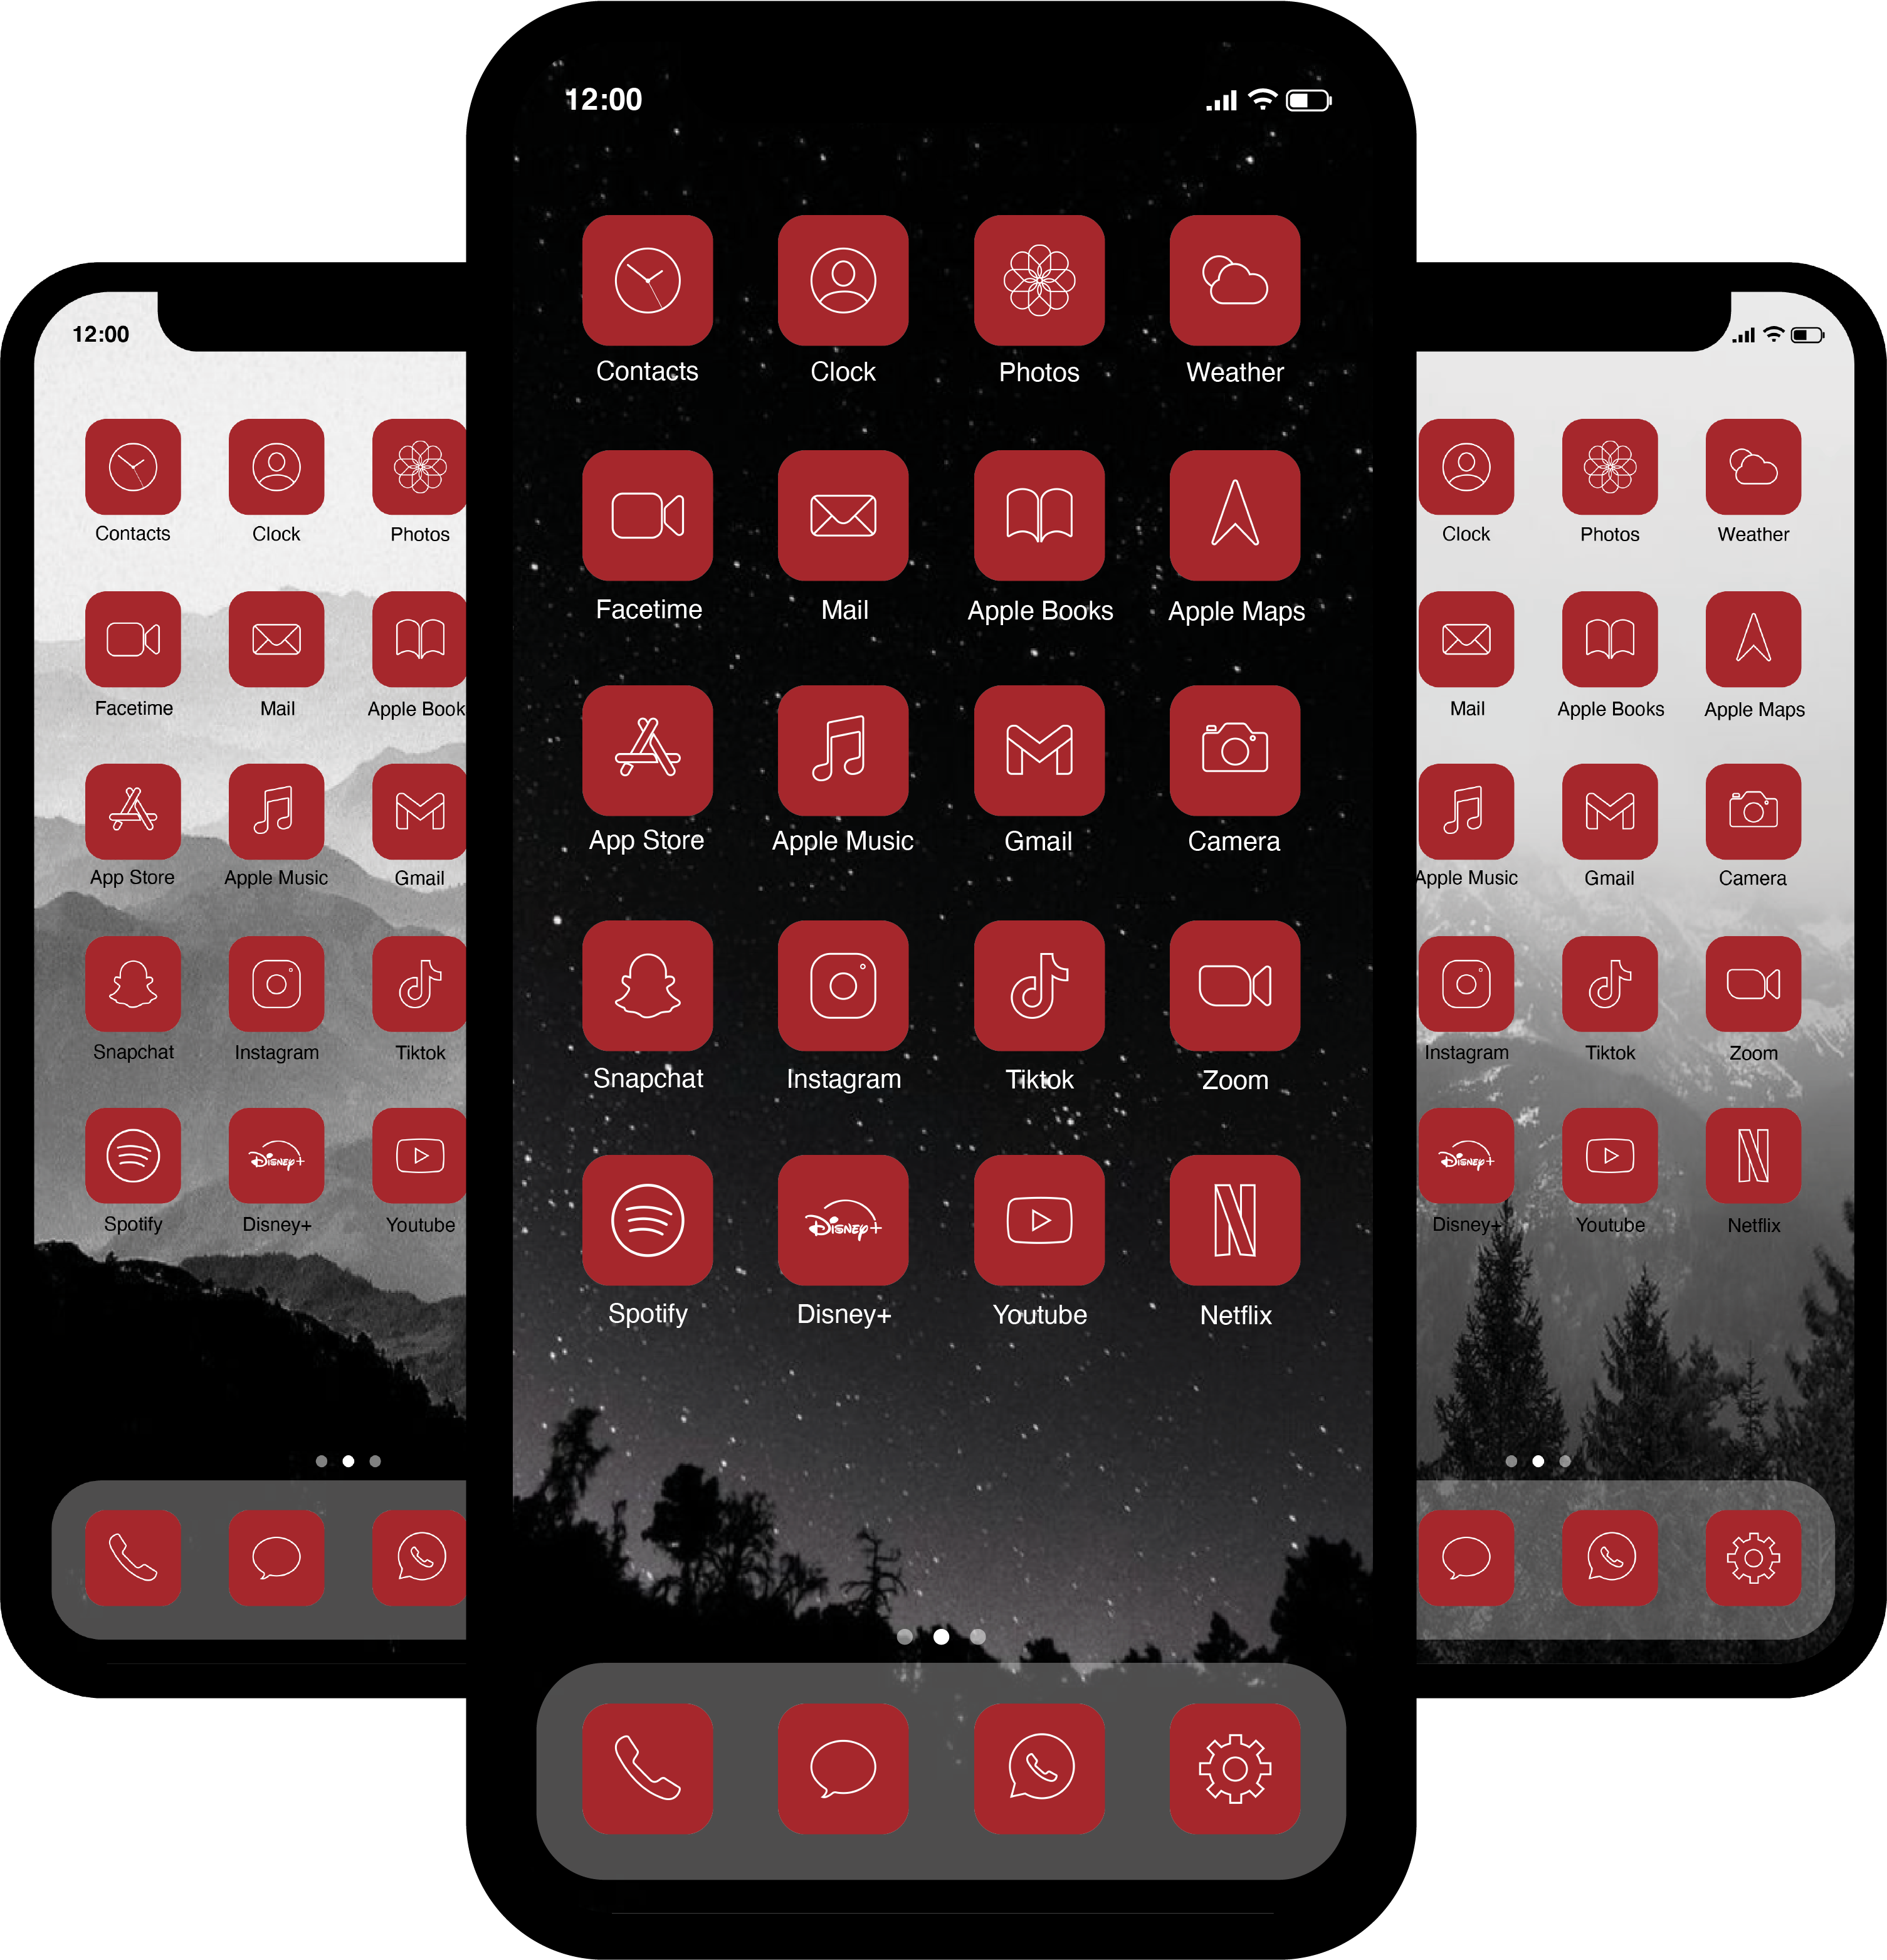 12:00
Contacts Clock Photos Weather
Facetime Mail Apple Books Apple Maps
App Store Apple Music Gmail Camera
Snapchat Instagram Tiktok Zoom
Disney+
Spotify Disney+ Youtube Netflix
12:00
Contacts Clock Photos
Facetime Mail Apple Book
App Store Apple Music Gmail
Snapchat Instagram Tiktok
Disney+
Spotify Disney+ Youtube
Clock Photos Weather
Mail Apple Books Apple Maps
Apple Music Gmail Camera
Instagram Tiktok Zoom
Disney+
Disney+ Youtube Netflix